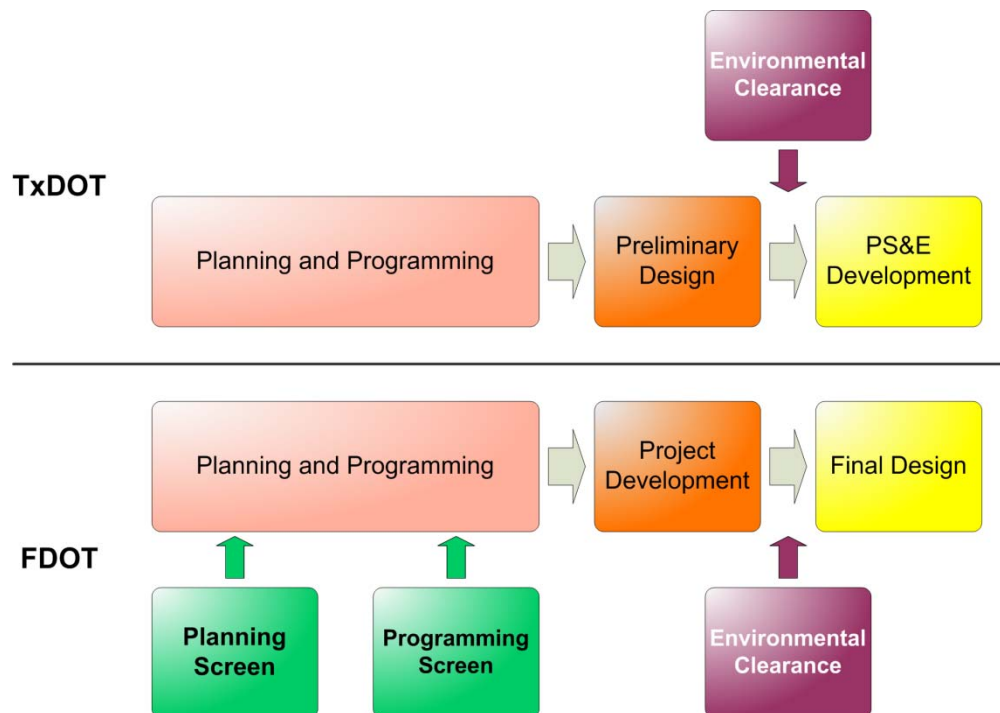 Environmental
Clearance
TxDOT
Planning and Programming
Preliminary
Design
PS&E
Development
FDOT
Planning and Programming
Project
Development
Final Design
Planning
Screen
Programming
Screen
Environmental
Clearance